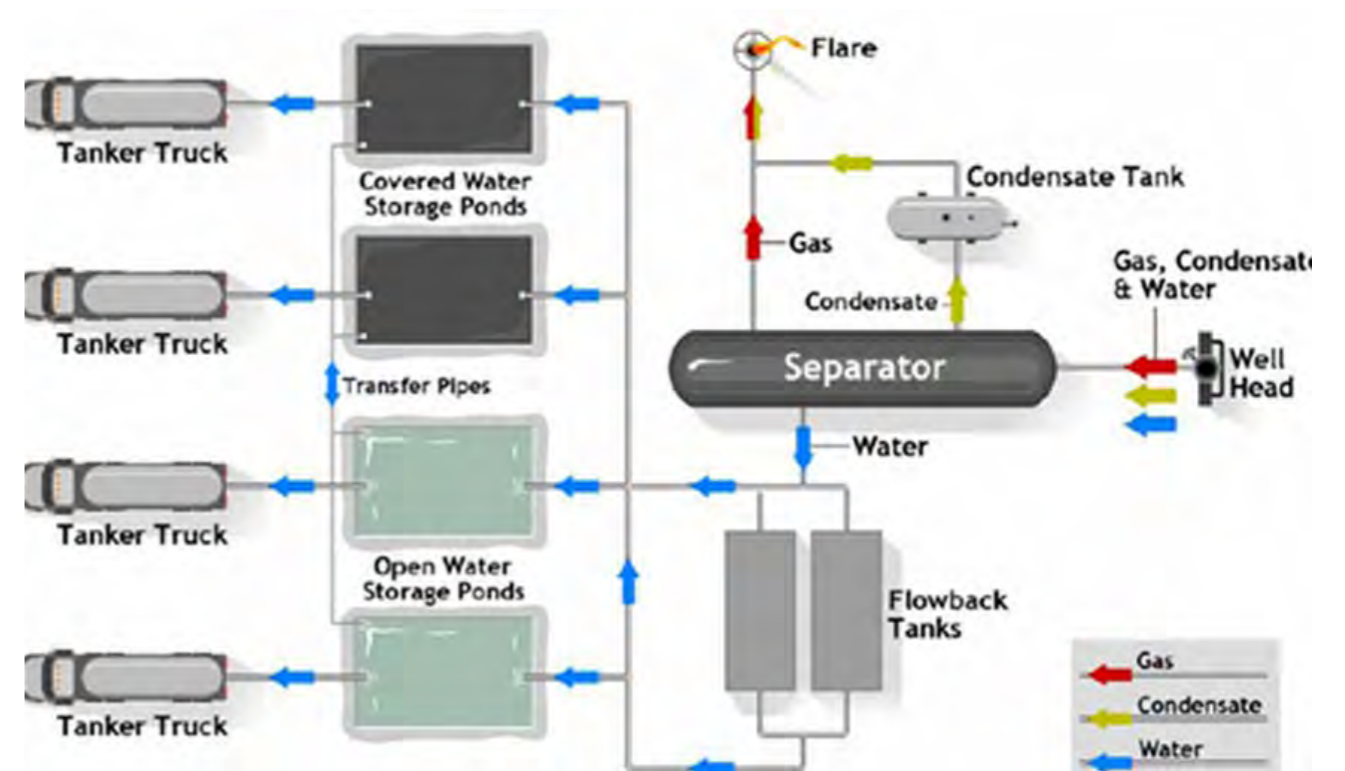 Flare
Tanker Truck
Covered Water
Storage Ponds
Condensate Tank
Gas
Gas, Condensate
& Water
Condensate
Tanker Truck
Separator
Well
Head
Transfer Pipes
Water
Tanker Truck
Open Water
Storage Ponds
Flowback
Tanks
Tanker Truck
Gas
Condensate
Water